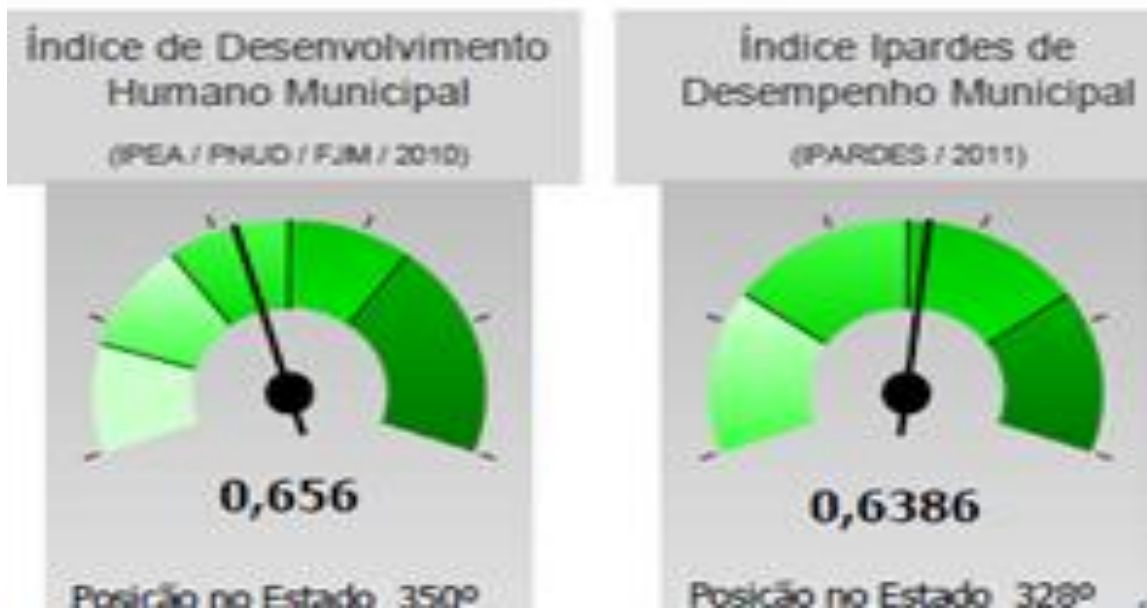 Índice de Desenvolvimento
Humano Municipal
(IPEA / PNUD / FJM / 2010)
0,656
Posição no Estado 350º
Índice Ipardes de
Desempenho Municipal
(IPARDES / 2011)
0,6386
Posição no Estado 328º